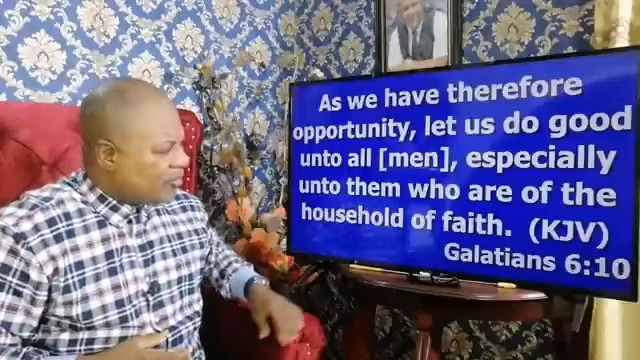 As we have therefore
opportunity, let us do good
unto all [men], especially
unto them who are of the
household of faith. (KJV)
Galatians 6:10